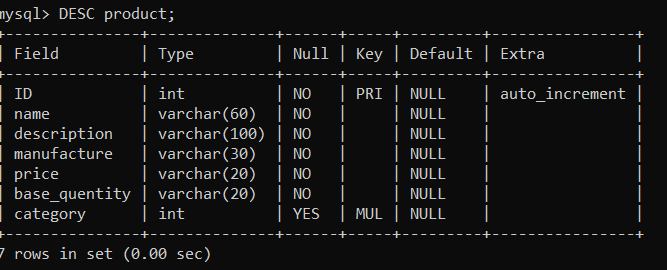 mysql> DESC product;
+---------------+--------------+------+-----+---------+----------------+
| Field         | Type         | Null | Key | Default | Extra          |
+---------------+--------------+------+-----+---------+----------------+
| ID            | int          | NO   | PRI | NULL    | auto_increment |
| name          | varchar(60)  | NO   |     | NULL    |                |
| description   | varchar(100) | NO   |     | NULL    |                |
| manufacture   | varchar(30)  | NO   |     | NULL    |                |
| price         | varchar(20)  | NO   |     | NULL    |                |
| base_quentity | varchar(20)  | NO   |     | NULL    |                |
| category      | int          | YES  | MUL | NULL    |                |
+---------------+--------------+------+-----+---------+----------------+
7 rows in set (0.00 sec)